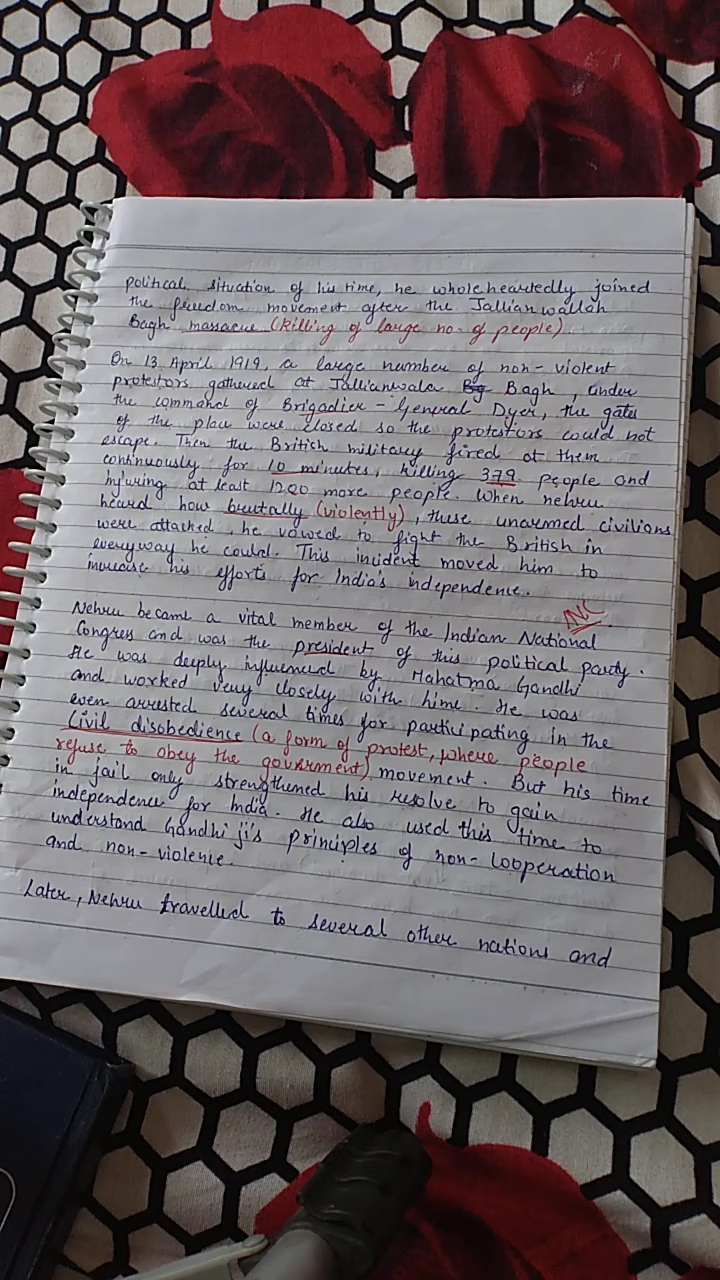 political situation of his time, he wholeheartedly joined
the freedom movement after the Jallianwallah
Bagh massacre (killing of large no. of people).
On 13 April 1919, a large number of non-violent
protestors gathered at Jallianwala Bg Bagh, under
the command of Brigadier-General Dyer, the gates
of the place were closed so the protestors could not
escape. Then the British military fired at them
continuously for 10 minutes, killing 379 people and
injuring at least 1200 more people. When nehru
heard how brutally (violently), these unarmed civilians
were attacked, he vowed to fight the British in
everyway he could. This incident moved him to
increase his efforts for India's independence.
NC
Nehru became a vital member of the Indian National
Congress and was the president of this political party.
He was deeply influenced by Mahatma Gandhi
and worked very closely with hime. He was
even arrested several times for participating in the
Civil disobedience (a form of protest, where people
refuse to obey the government) movement. But his time
in jail only strengthened his resolve to gain
independence for India. He also used this time to
understand Gandhi ji's principles of non-cooperation
and non-violence.
Later, Nehru travelled to several other nations and